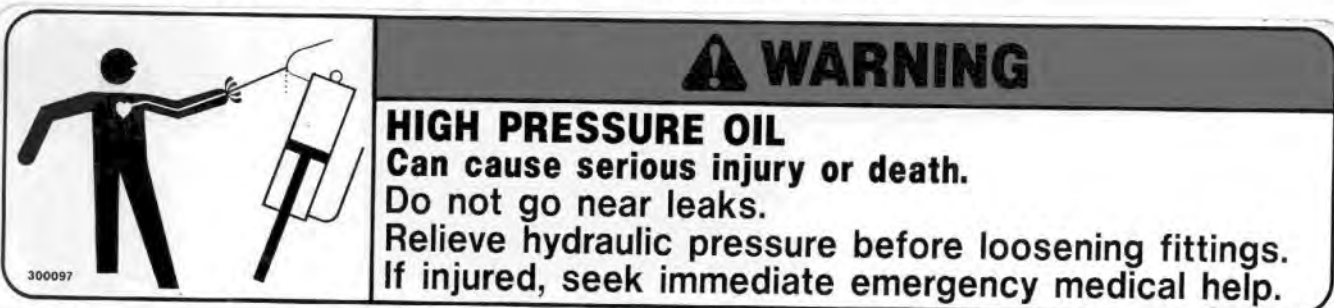 WARNING
HIGH PRESSURE OIL
Can cause serious injury or death.
Do not go near leaks.
Relieve hydraulic pressure before loosening fittings.
If injured, seek immediate emergency medical help.
300097